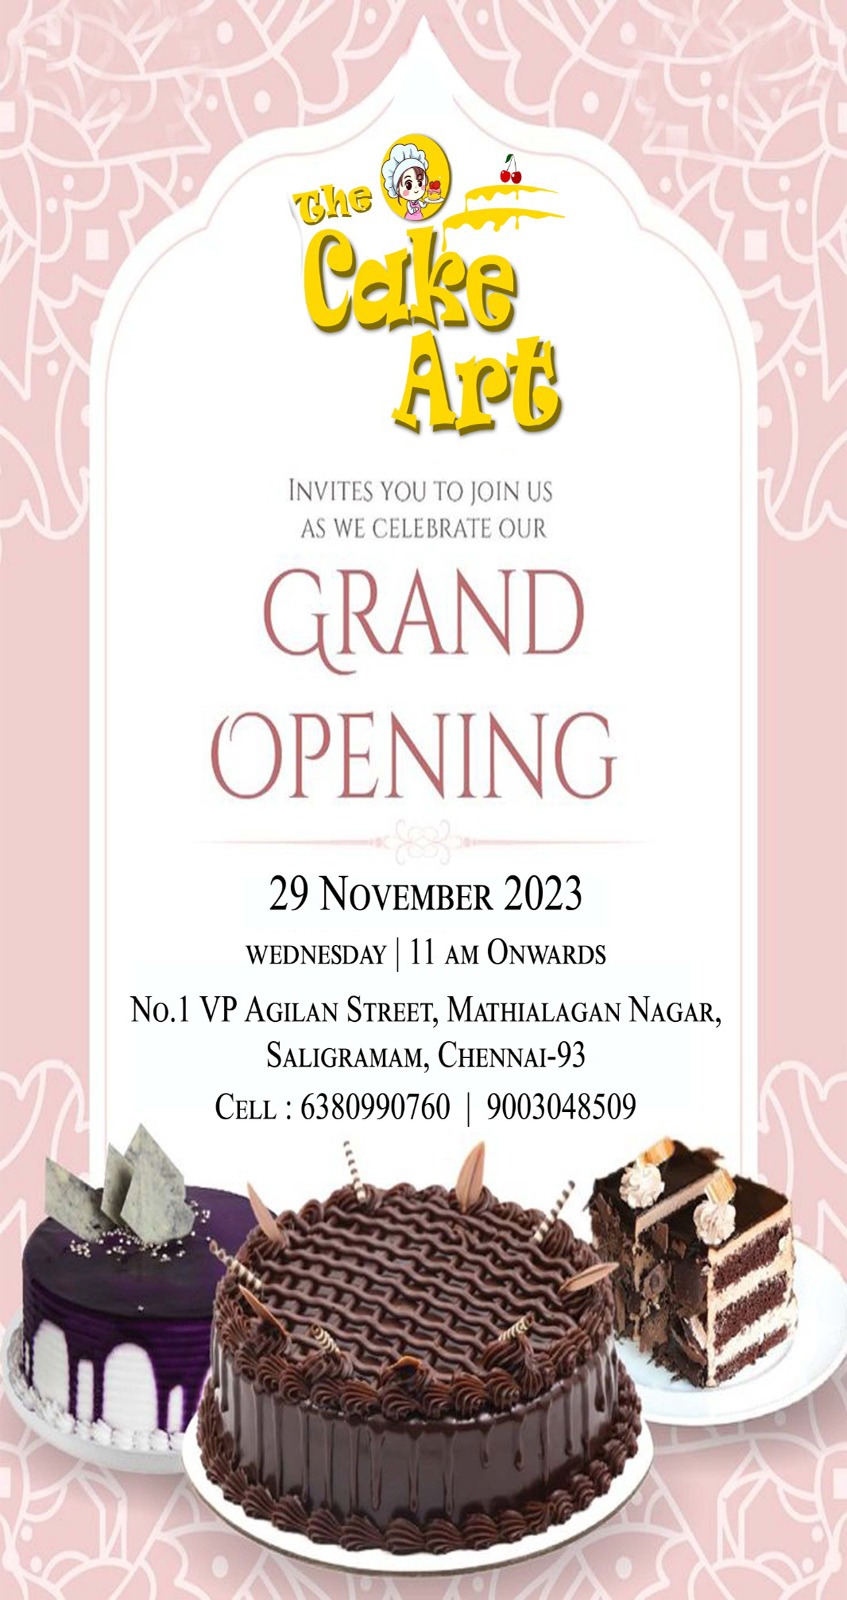 The
Cake
Art
Invites you to join us
as we celebrate our
Grand
Opening
29 November 2023
wednesday | 11 am Onwards
No.1 VP Agilan Street, Mathialagan Nagar,
Saligramam, Chennai-93
Cell : 6380990760 | 9003048509